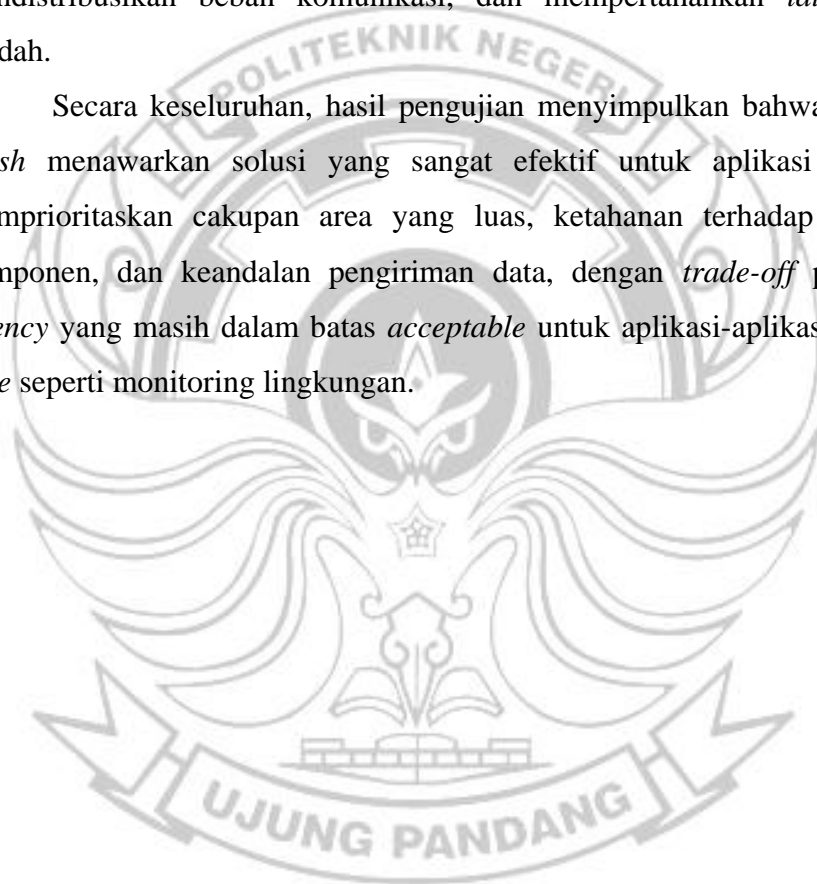 ndistribusikan beban komunikasi, dan mempertahankan
dah.
Secara keseluruhan, hasil pengujian menyimpulkan bahwa
sh menawarkan solusi yang sangat efektif untuk aplikasi
mprioritaskan cakupan area yang luas, ketahanan terhadap
mponen, dan keandalan pengiriman data, dengan trade-off p
ency yang masih dalam batas acceptable untuk aplikasi-aplikas
e seperti monitoring lingkungan.
POLITEKNIK NEGERI
UJUNG PANDANG